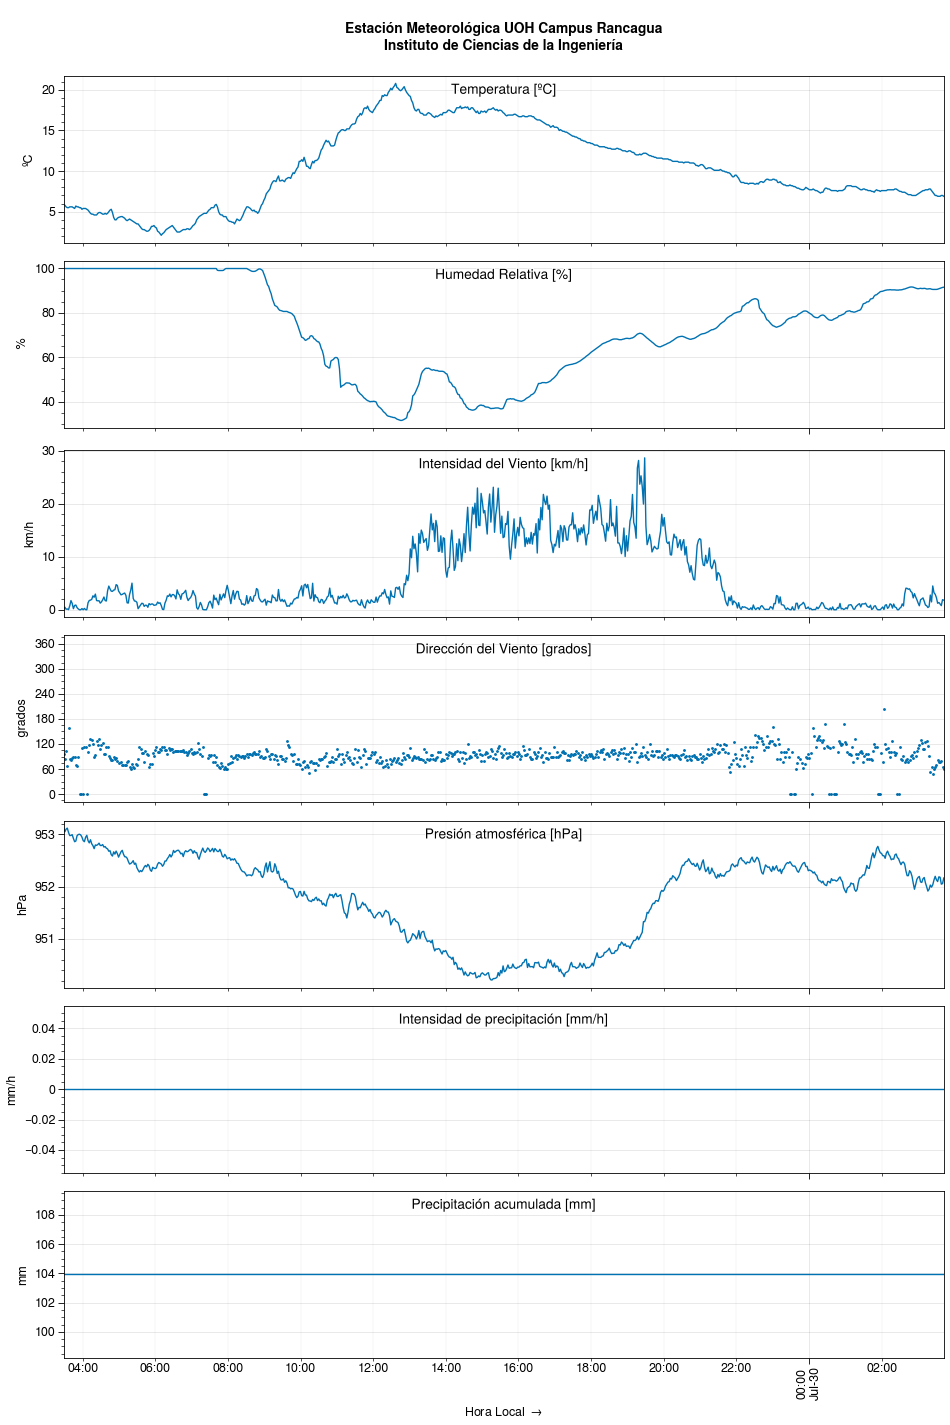 Estación Meteorológica UOH Campus Rancagua
Instituto de Ciencias de la Ingeniería
Temperatura [ºC]
ºC
20
15
10
5
Humedad Relativa [%]
%
100
80
60
40
Intensidad del Viento [km/h]
km/h
30
20
10
0
Dirección del Viento [grados]
grados
360
300
240
180
120
60
0
Presión atmosférica [hPa]
hPa
953
952
951
Intensidad de precipitación [mm/h]
mm/h
0.04
0.02
0
−0.02
−0.04
Precipitación acumulada [mm]
mm
108
106
104
102
100
04:00 06:00 08:00 10:00 12:00 14:00 16:00 18:00 20:00 22:00 00:00 02:00
Jul-30
Hora Local →